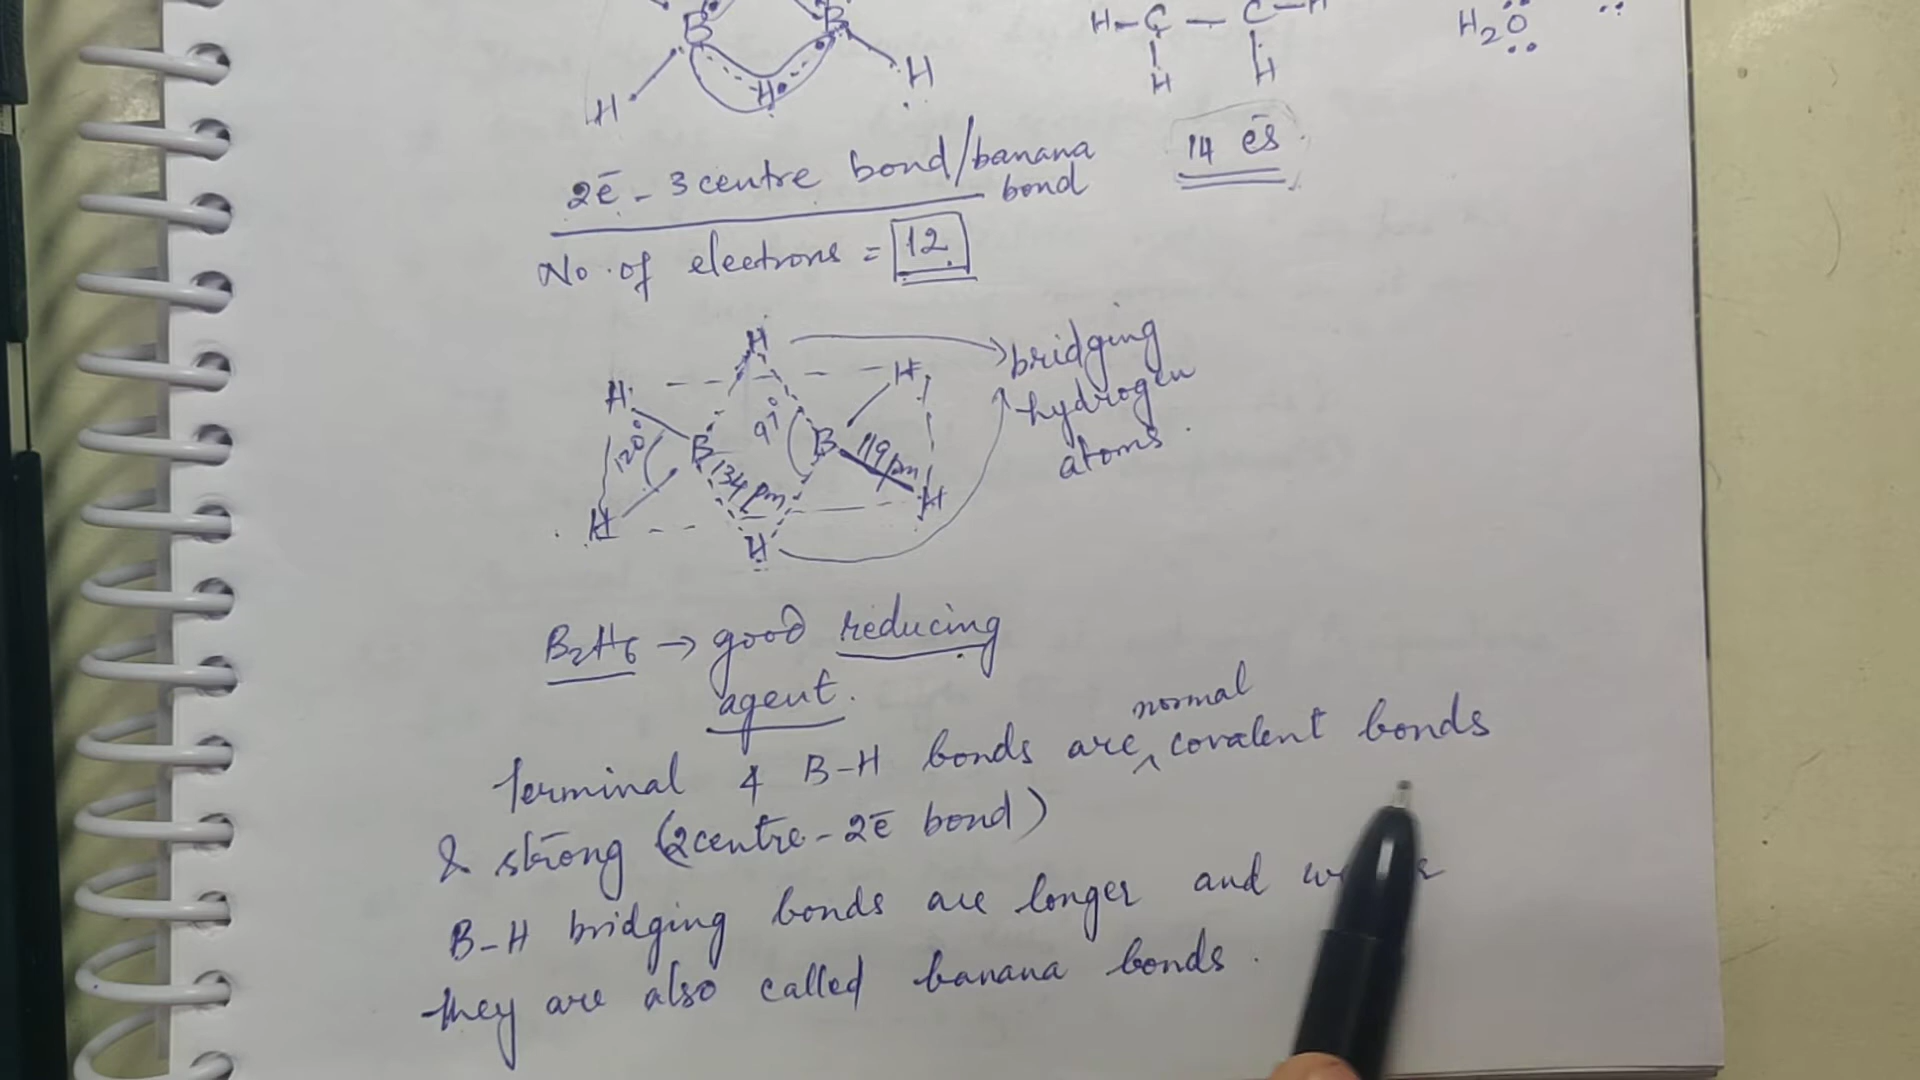 B B
H H
H
H-C-C-H
H H
H2O
2ē - 3 centre bond/banana
bond
14 ēs
No. of electrons = 12
H
H H
120° B 97° B 119 pm
134 pm
H H
H
bridging
hydrogen
atoms.
B2H6 → good reducing
agent.
normal
Terminal 4 B-H bonds are ^ covalent bonds
& strong (2centre-2ē bond)
B-H bridging bonds are longer and
they are also called banana bonds.